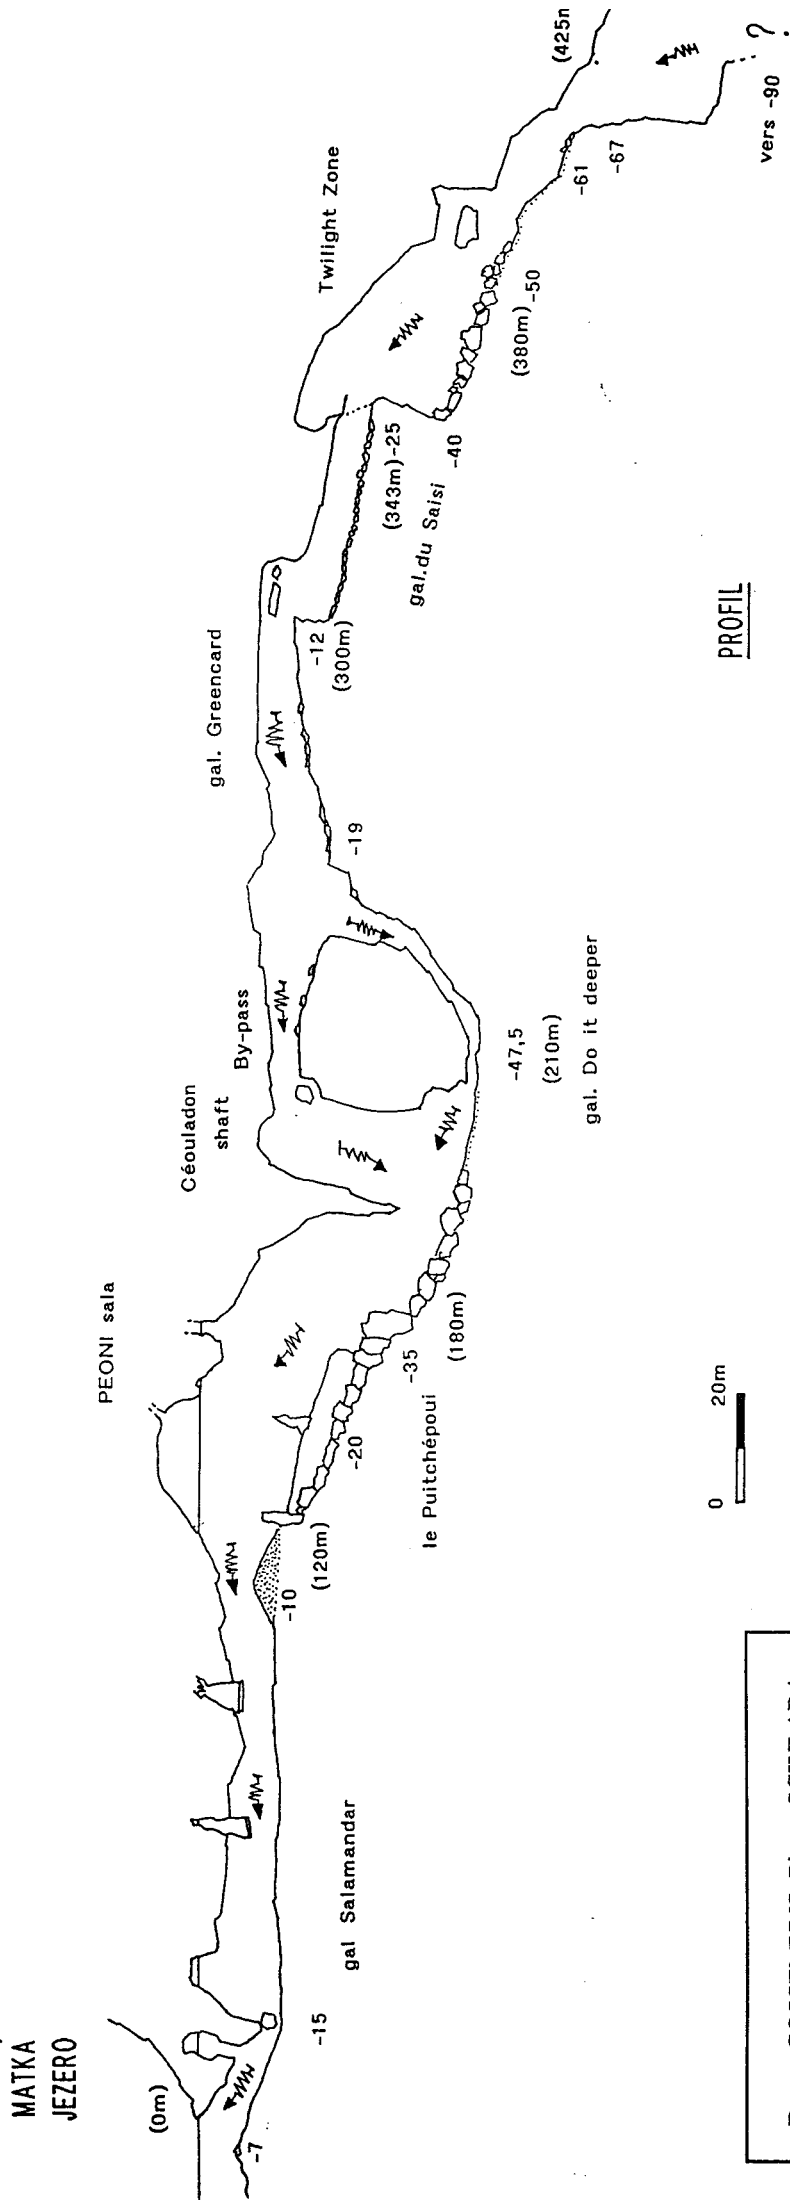 MATKA
JEZERO
(0m)
-7
-15
gal Salamandar
-10
(120m)
PEONI sala
-20
le Puitchépoui
-35
(180m)
Céouladon
shaft
By-pass
-47,5
(210m)
gal. Do it deeper
-19
gal. Greencard
-12
(300m)
(343m)-25
gal.du Saisi
-40
Twilight Zone
(380m)-50
-61
-67
(425m
vers -90
?
0 20m
PROFIL